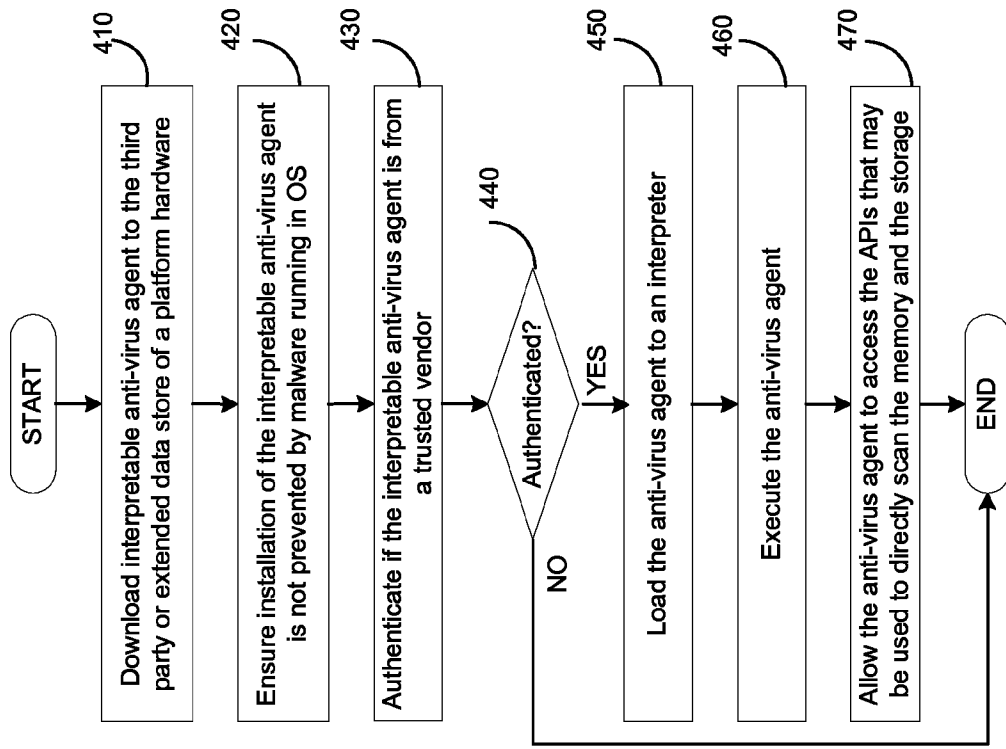 START
410
Download interpretable anti-virus agent to the third
party or extended data store of a platform hardware
420
Ensure installation of the interpretable anti-virus agent
is not prevented by malware running in OS
430
Authenticate if the interpretable anti-virus agent is from
a trusted vendor
440
Authenticated?
NO
YES
450
Load the anti-virus agent to an interpreter
460
Execute the anti-virus agent
470
Allow the anti-virus agent to access the APIs that may
be used to directly scan the memory and the storage
END